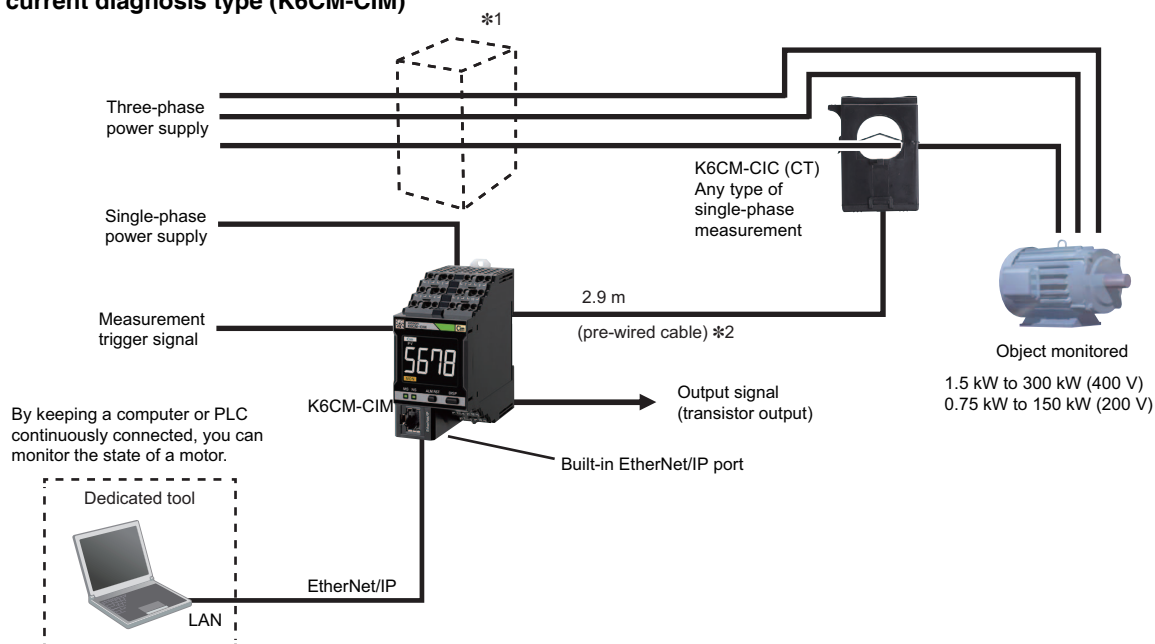 current diagnosis type (K6CM-CIM)
✻1
Three-phase
power supply
K6CM-CIC (CT)
Any type of
single-phase
measurement
Single-phase
power supply
2.9 m
(pre-wired cable) ✻2
Measurement
trigger signal
Object monitored
1.5 kW to 300 kW (400 V)
0.75 kW to 150 kW (200 V)
5678
K6CM-CIM
Output signal
(transistor output)
By keeping a computer or PLC
continuously connected, you can
monitor the state of a motor.
Built-in EtherNet/IP port
Dedicated tool
EtherNet/IP
LAN